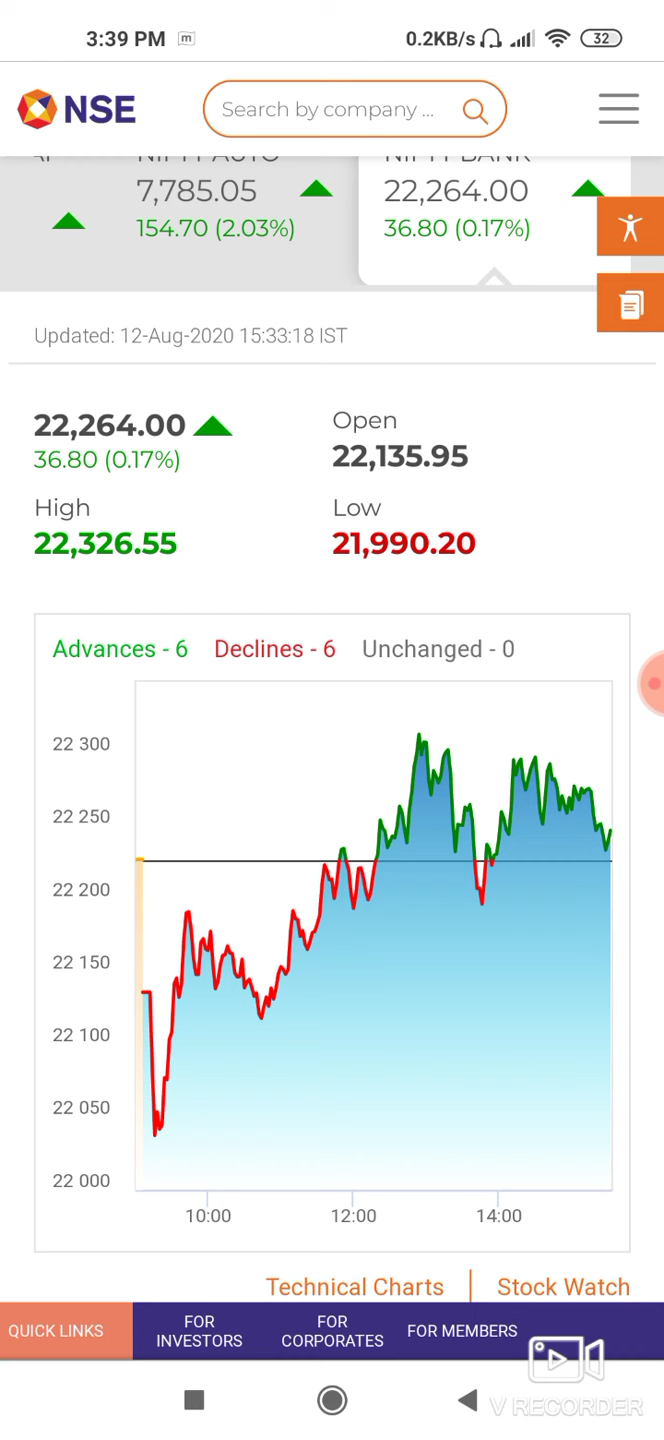 3:39 PM m 0.2KB/s 32
NSE Search by company ...
NIFTY AUTO NIFTY BANK
7,785.05 22,264.00
154.70 (2.03%) 36.80 (0.17%)
Updated: 12-Aug-2020 15:33:18 IST
22,264.00 Open
36.80 (0.17%) 22,135.95
High Low
22,326.55 21,990.20
Advances - 6 Declines - 6 Unchanged - 0
22 300
22 250
22 200
22 150
22 100
22 050
22 000
10:00 12:00 14:00
Technical Charts Stock Watch
QUICK LINKS FOR INVESTORS FOR CORPORATES FOR MEMBERS
V RECORDER